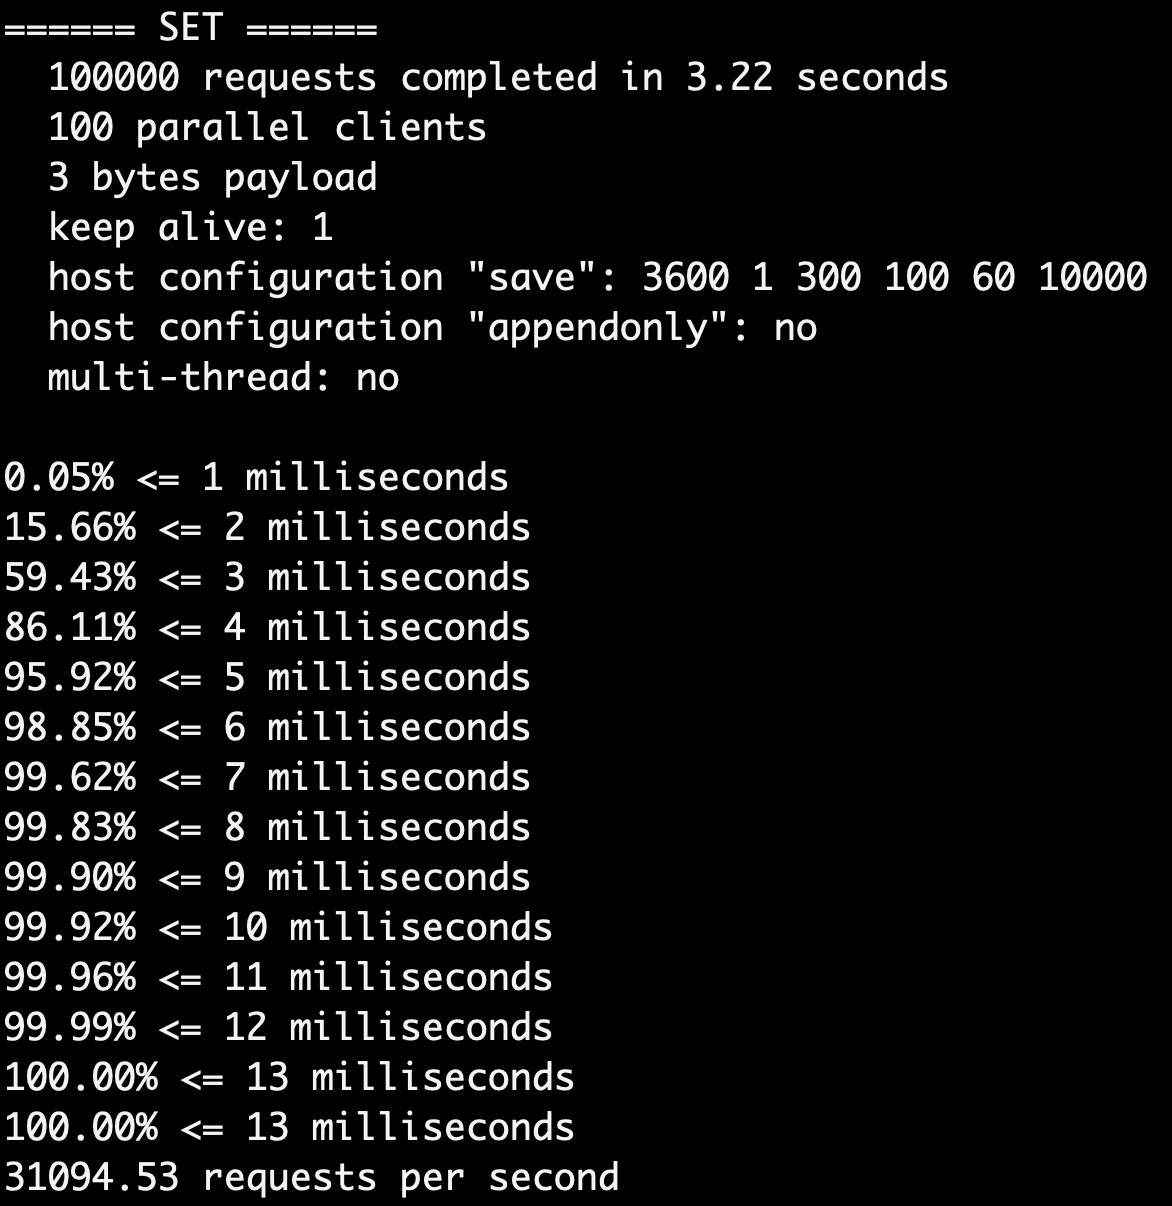 ====== SET ======
  100000 requests completed in 3.22 seconds
  100 parallel clients
  3 bytes payload
  keep alive: 1
  host configuration "save": 3600 1 300 100 60 10000
  host configuration "appendonly": no
  multi-thread: no

0.05% <= 1 milliseconds
15.66% <= 2 milliseconds
59.43% <= 3 milliseconds
86.11% <= 4 milliseconds
95.92% <= 5 milliseconds
98.85% <= 6 milliseconds
99.62% <= 7 milliseconds
99.83% <= 8 milliseconds
99.90% <= 9 milliseconds
99.92% <= 10 milliseconds
99.96% <= 11 milliseconds
99.99% <= 12 milliseconds
100.00% <= 13 milliseconds
100.00% <= 13 milliseconds
31094.53 requests per second